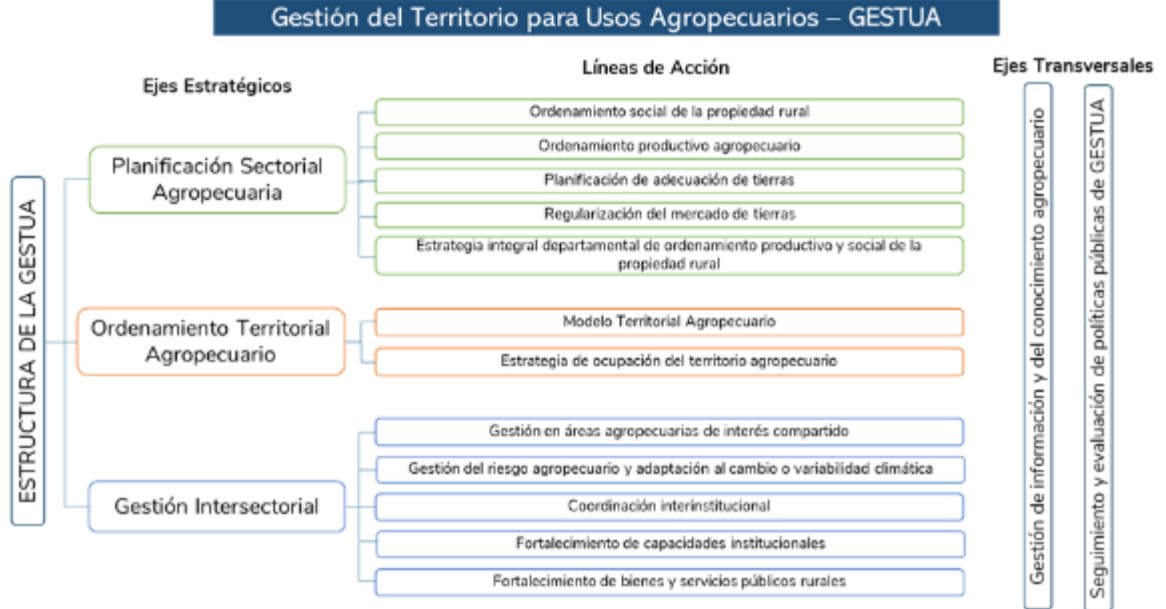 Gestión del Territorio para Usos Agropecuarios – GESTUA
Ejes Estratégicos
Líneas de Acción
Ejes Transversales
ESTRUCTURA DE LA GESTUA
Planificación Sectorial
Agropecuaria
Ordenamiento social de la propiedad rural
Ordenamiento productivo agropecuario
Planificación de adecuación de tierras
Regularización del mercado de tierras
Estrategia integral departamental de ordenamiento productivo y social de la
propiedad rural
Ordenamiento Territorial
Agropecuario
Modelo Territorial Agropecuario
Estrategia de ocupación del territorio agropecuario
Gestión Intersectorial
Gestión en áreas agropecuarias de interés compartido
Gestión del riesgo agropecuario y adaptación al cambio o variabilidad climática
Coordinación interinstitucional
Fortalecimiento de capacidades institucionales
Fortalecimiento de bienes y servicios públicos rurales
Gestión de información y del conocimiento agropecuario
Seguimiento y evaluación de políticas públicas de GESTUA